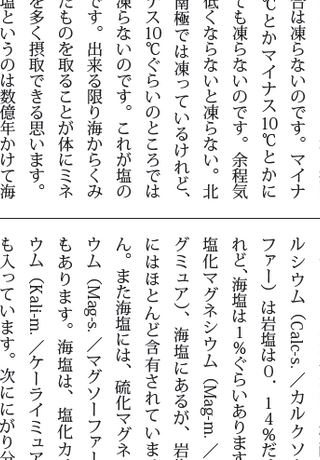 合は凍らないのです。マイナ
℃とかマイナス10℃とかに
ても凍らないのです。余程気
低くならないと凍らない。北
南極では凍っているけれど、
ナス10℃ぐらいのところでは
凍らないのです。これが塩の
です。出来る限り海からくみ
たものを取ることが体にミネ
を多く摂取できる思います。
塩というのは数億年かけて海
ルシウム（Calc-s.／カルクソ
ファー）は岩塩は0．14％だ
れど、海塩は1％ぐらいあります
塩化マグネシウム（Mag-m.／
グミュア）、海塩にあるが、岩
にはほとんど含有されていま
ん。また海塩には、硫化マグネ
ウム（Mag-s.／マグソーファー
もあります。海塩は、塩化カ
ウム（Kali-m.／ケーライミュア
も入っています。次ににがり分